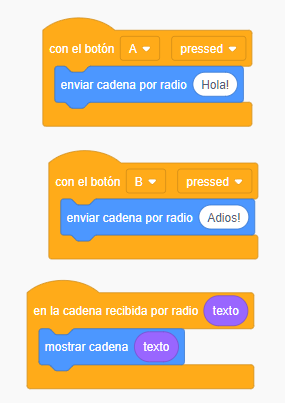 con el botón A pressed
enviar cadena por radio Hola!
con el botón B pressed
enviar cadena por radio Adios!
en la cadena recibida por radio texto
mostrar cadena texto